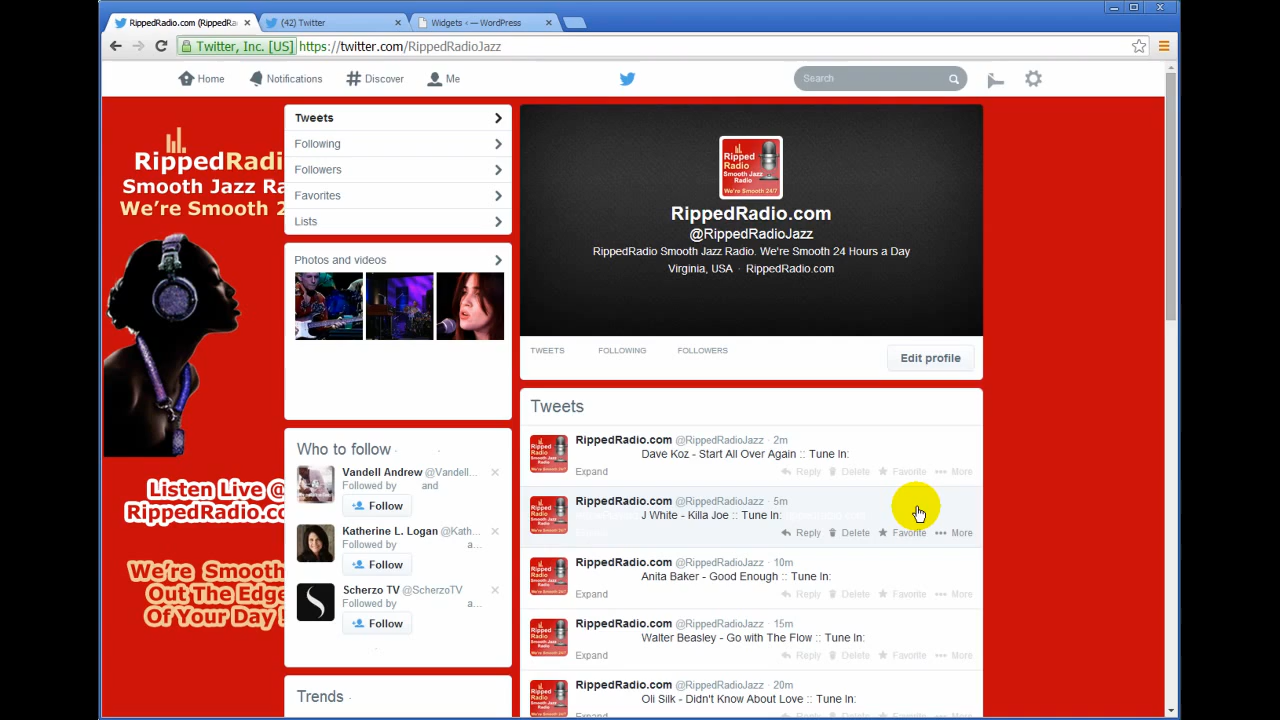 RippedRadio.com (RippedRa
(42) Twitter
Widgets ‹ — WordPress
Twitter, Inc. [US] https://twitter.com/RippedRadioJazz
Home
Notifications
Discover
Me
Search
RippedRadio
Smooth Jazz Ra
We're Smooth 2
Listen Live @
RippedRadio.co
We're Smooth
Out The Edge
Of Your Day
Tweets
Following
Followers
Favorites
Lists
Photos and videos
Who to follow ·
Vandell Andrew @Vandell...
Followed by and
Follow
Katherine L. Logan @Kath...
Followed by a...
Follow
Scherzo TV @ScherzoTV
Followed by a...
Follow
Trends ·
Ripped
Radio
Smooth Jazz
Radio
We're Smooth 24/7
RippedRadio.com
@RippedRadioJazz
RippedRadio Smooth Jazz Radio. We're Smooth 24 Hours a Day
Virginia, USA · RippedRadio.com
TWEETS FOLLOWING FOLLOWERS
Edit profile
Tweets
RippedRadio.com @RippedRadioJazz · 2m
Dave Koz - Start All Over Again :: Tune In:
Expand Reply Delete Favorite More
RippedRadio.com @RippedRadioJazz · 5m
J White - Killa Joe :: Tune In:
Reply Delete Favorite More
RippedRadio.com @RippedRadioJazz · 10m
Anita Baker - Good Enough :: Tune In:
Expand Reply Delete Favorite More
RippedRadio.com @RippedRadioJazz · 15m
Walter Beasley - Go with The Flow :: Tune In:
Expand Reply Delete Favorite More
RippedRadio.com @RippedRadioJazz · 20m
Oli Silk - Didn't Know About Love :: Tune In:
Expand Reply Delete Favorite More